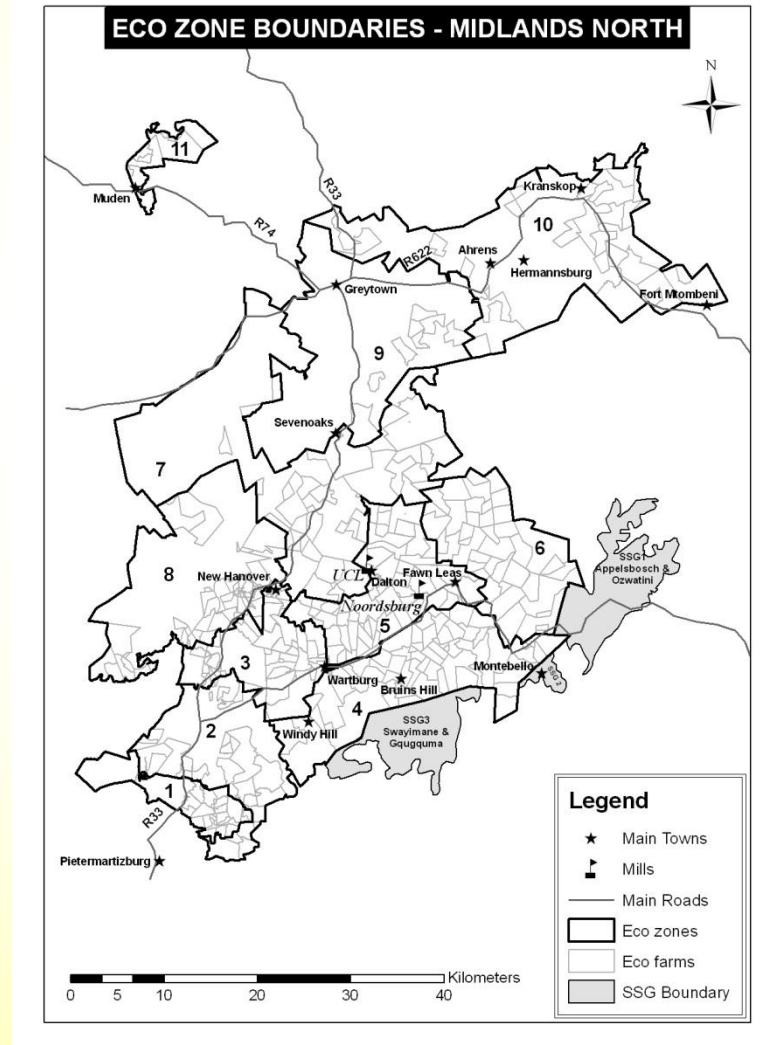 ECO ZONE BOUNDARIES - MIDLANDS NORTH
N
11
Muden
R74
R33
Kranskop
10
Ahrens
R622
Hermannsburg
Greytown
Fort Mtombeni
9
Sevenoaks
7
6
8
SSG1
Appelsbosch &
Ozwatini
New Hanover
UCL
Dalton
Fawn Leas
Noordsburg
5
3
Wartburg
Montebello
SSG 2
Bruins Hill
4
2
Windy Hill
SSG3
Swayimane &
Gqugquma
1
R33
Pietermartizburg
Legend
Main Towns
Mills
Main Roads
Eco zones
Eco farms
SSG Boundary
Kilometers
0 5 10 20 30 40